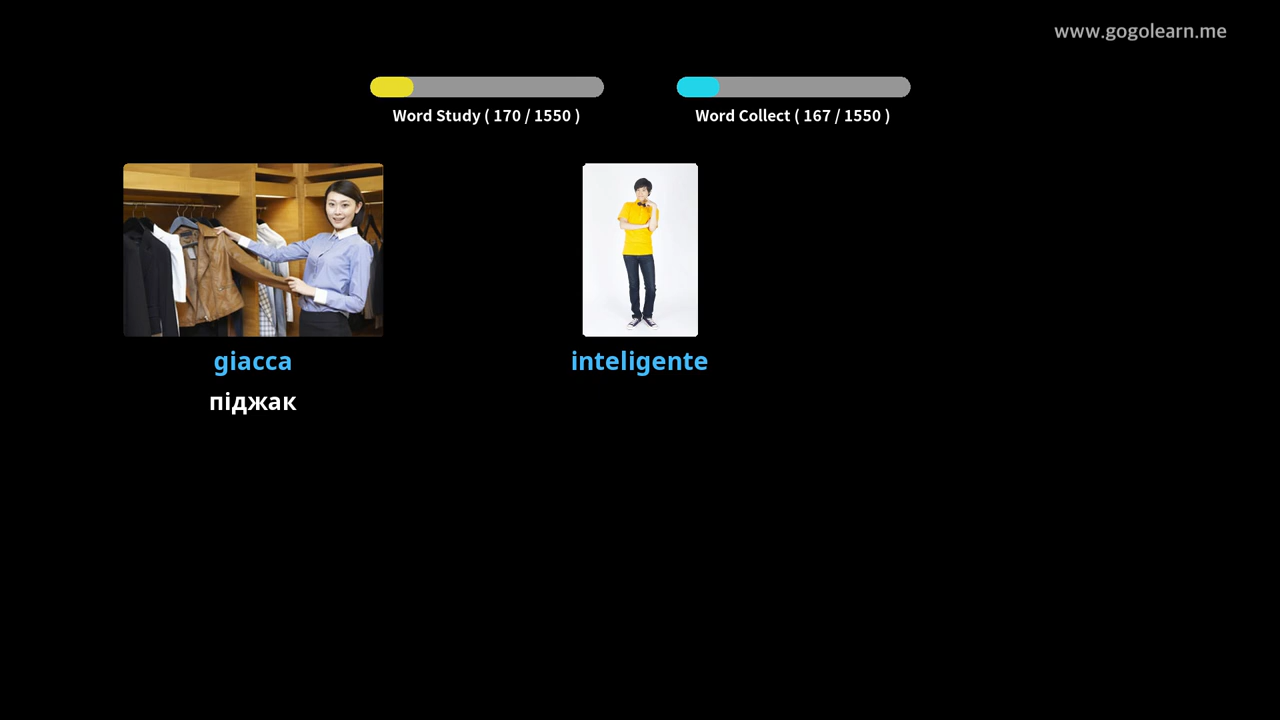 www.gogolearn.me
Word Study ( 170 / 1550 )
Word Collect ( 167 / 1550 )
giacca
піджак
inteligente